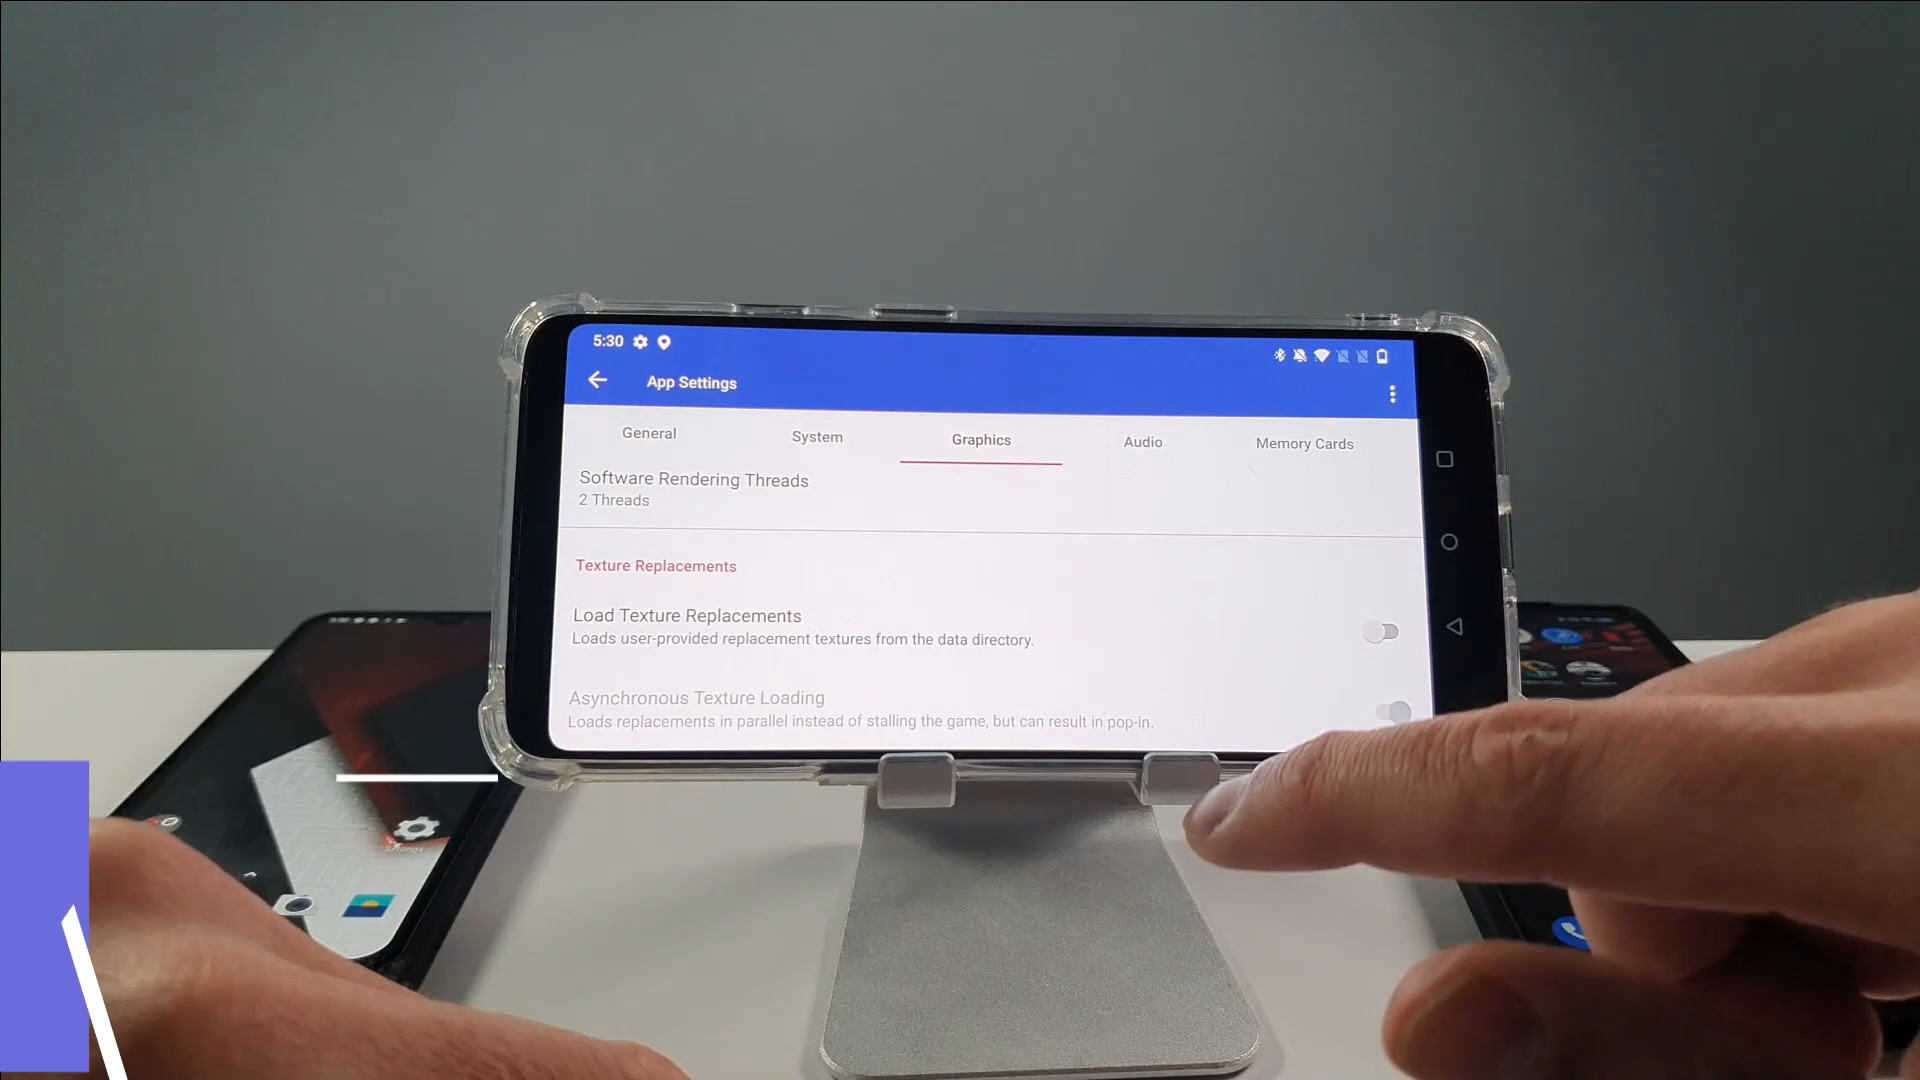 5:30
App Settings
General System Graphics Audio Memory Cards
Software Rendering Threads
2 Threads
Texture Replacements
Load Texture Replacements
Loads user-provided replacement textures from the data directory.
Asynchronous Texture Loading
Loads replacements in parallel instead of stalling the game, but can result in pop-in.
Settings